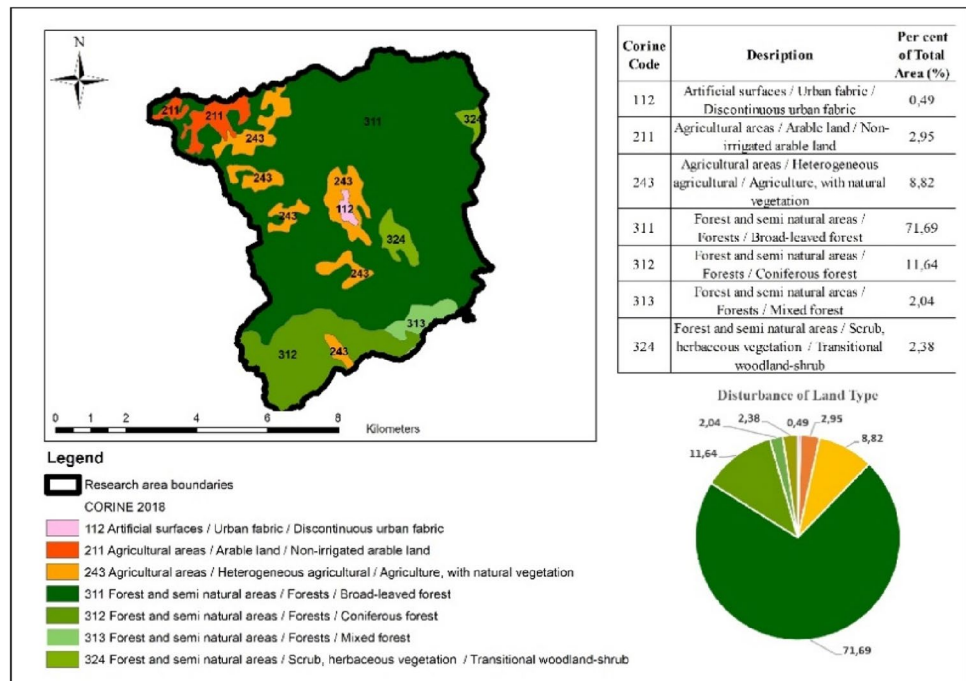 N
211
211
243
311
324
243
243
243
112
324
243
313
312
243
0 1 2 4 6 8
Kilometers
Legend
Research area boundaries
CORINE 2018
112 Artificial surfaces / Urban fabric / Discontinuous urban fabric
211 Agricultural areas / Arable land / Non-irrigated arable land
243 Agricultural areas / Heterogeneous agricultural / Agriculture, with natural vegetation
311 Forest and semi natural areas / Forests / Broad-leaved forest
312 Forest and semi natural areas / Forests / Coniferous forest
313 Forest and semi natural areas / Forests / Mixed forest
324 Forest and semi natural areas / Scrub, herbaceous vegetation / Transitional woodland-shrub
Corine Code
Desription
Per cent of Total Area (%)
112
Artificial surfaces / Urban fabric /
Discontinuous urban fabric
0,49
211
Agricultural areas / Arable land / Non-
irrigated arable land
2,95
243
Agricultural areas / Heterogeneous
agricultural / Agriculture, with natural
vegetation
8,82
311
Forest and semi natural areas /
Forests / Broad-leaved forest
71,69
312
Forest and semi natural areas /
Forests / Coniferous forest
11,64
313
Forest and semi natural areas /
Forests / Mixed forest
2,04
324
Forest and semi natural areas / Scrub,
herbaceous vegetation / Transitional
woodland-shrub
2,38
Disturbance of Land Type
2,04
2,38
0,49
2,95
11,64
8,82
71,69